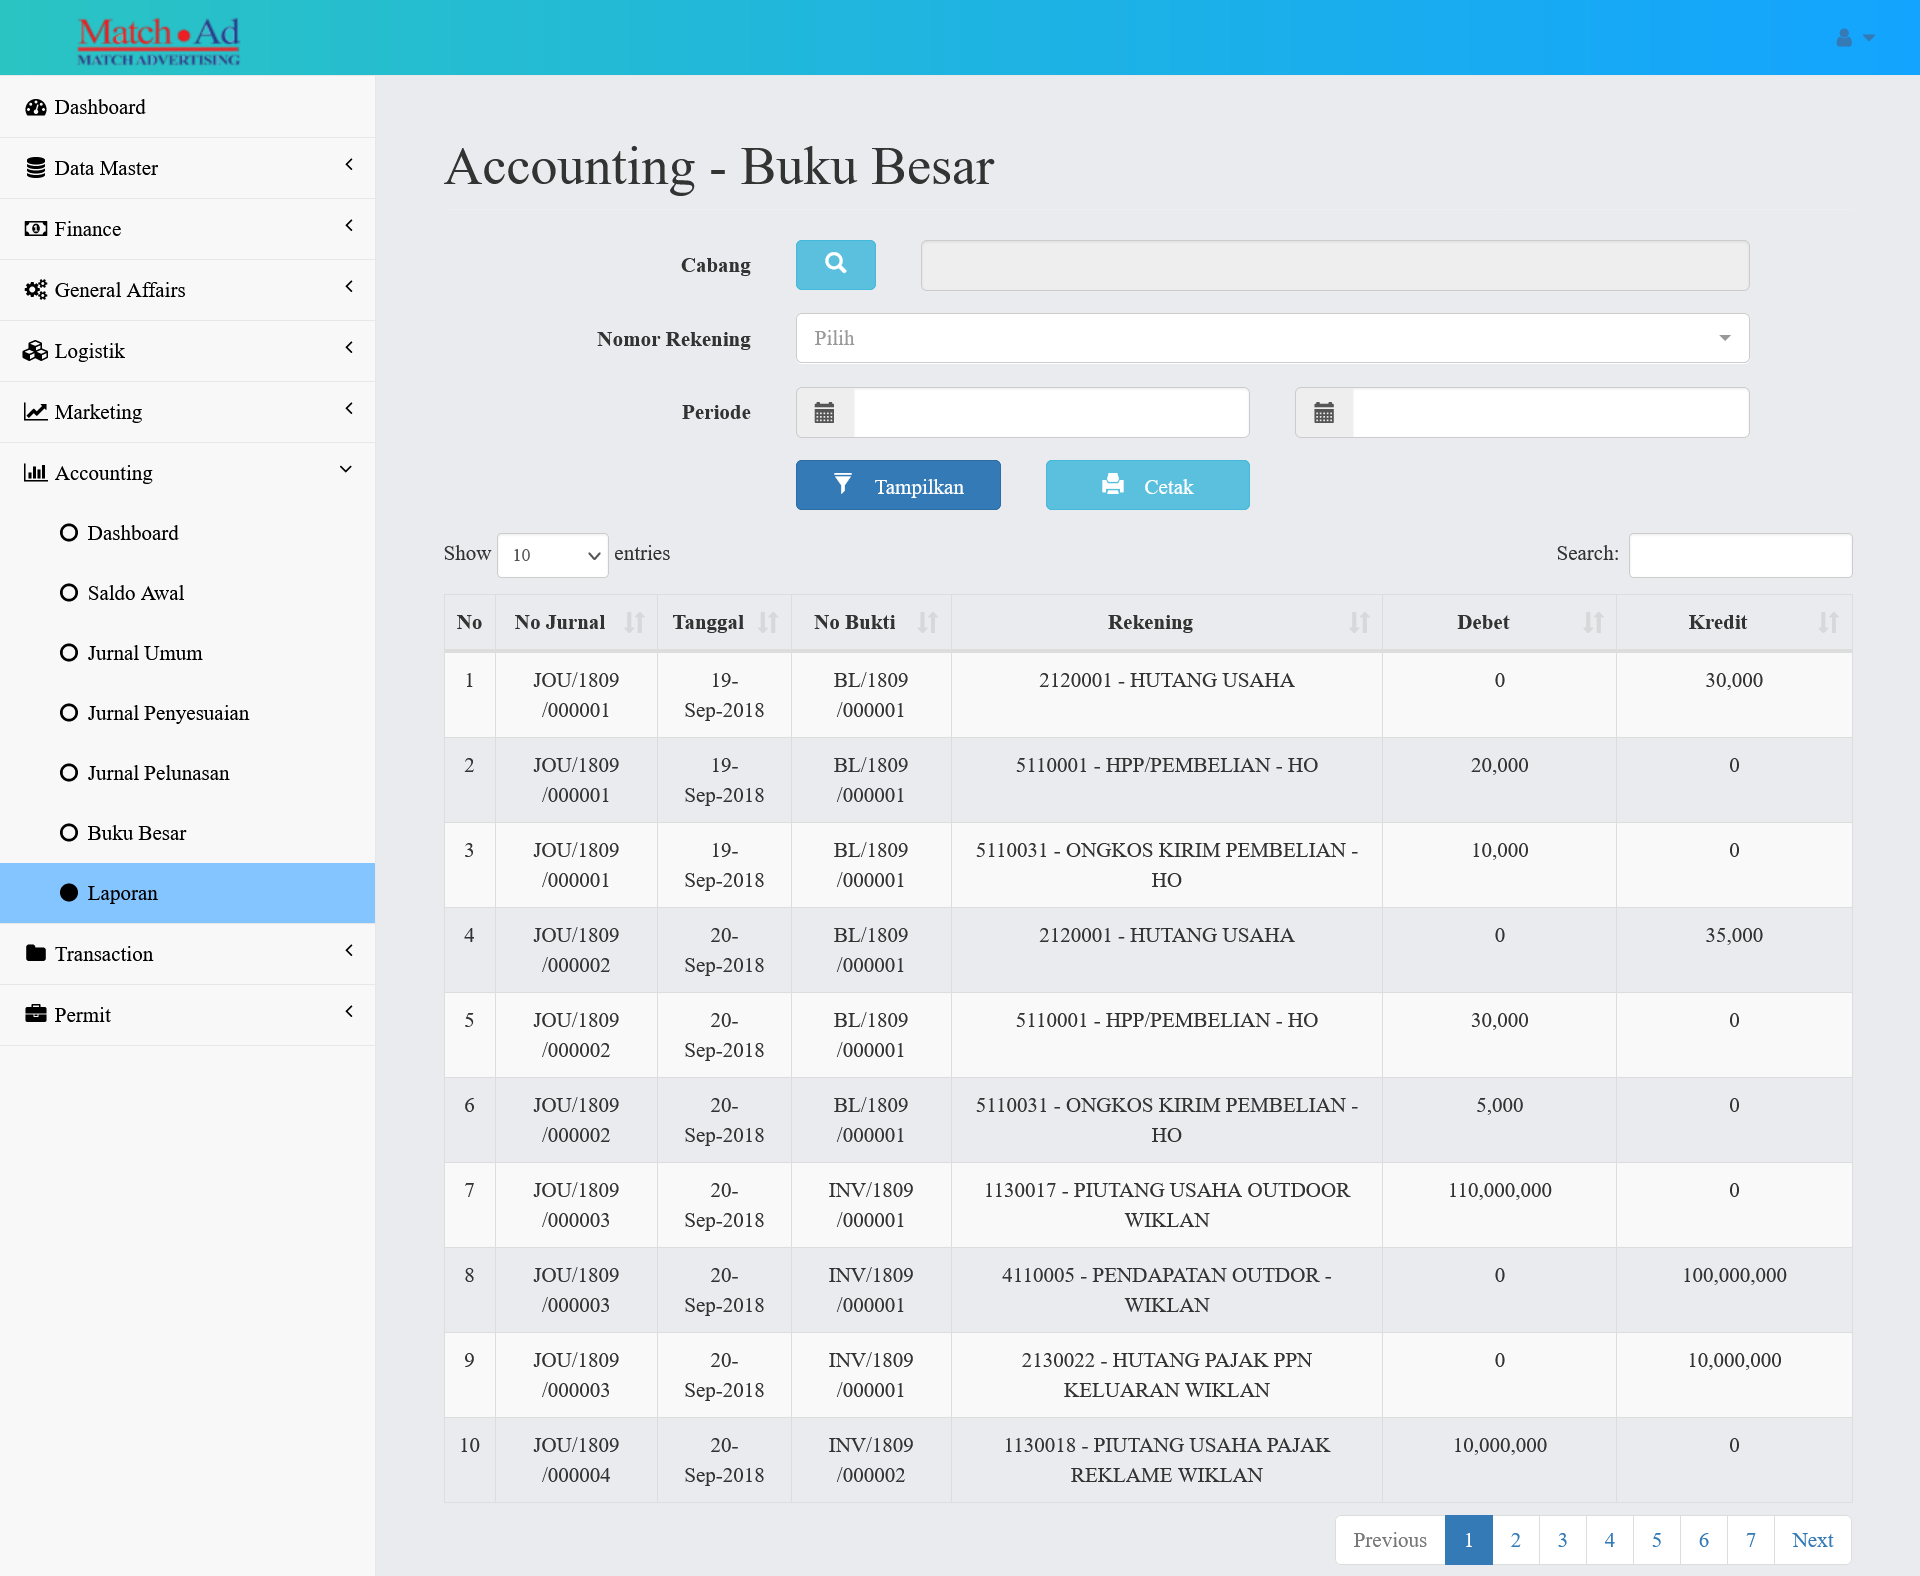 Match•Ad
MATCH ADVERTISING
Dashboard
Data Master
Finance
General Affairs
Logistik
Marketing
Accounting
Dashboard
Saldo Awal
Jurnal Umum
Jurnal Penyesuaian
Jurnal Pelunasan
Buku Besar
Laporan
Transaction
Permit
Accounting - Buku Besar
Cabang
Nomor Rekening Pilih
Periode
Tampilkan Cetak
Show 10 entries Search:
No No Jurnal Tanggal No Bukti Rekening Debet Kredit
1 JOU/1809 19- BL/1809 2120001 - HUTANG USAHA 0 30,000
/000001 Sep-2018 /000001
2 JOU/1809 19- BL/1809 5110001 - HPP/PEMBELIAN - HO 20,000 0
/000001 Sep-2018 /000001
3 JOU/1809 19- BL/1809 5110031 - ONGKOS KIRIM PEMBELIAN - 10,000 0
/000001 Sep-2018 /000001 HO
4 JOU/1809 20- BL/1809 2120001 - HUTANG USAHA 0 35,000
/000002 Sep-2018 /000001
5 JOU/1809 20- BL/1809 5110001 - HPP/PEMBELIAN - HO 30,000 0
/000002 Sep-2018 /000001
6 JOU/1809 20- BL/1809 5110031 - ONGKOS KIRIM PEMBELIAN - 5,000 0
/000002 Sep-2018 /000001 HO
7 JOU/1809 20- INV/1809 1130017 - PIUTANG USAHA OUTDOOR 110,000,000 0
/000003 Sep-2018 /000001 WIKLAN
8 JOU/1809 20- INV/1809 4110005 - PENDAPATAN OUTDOR - 0 100,000,000
/000003 Sep-2018 /000001 WIKLAN
9 JOU/1809 20- INV/1809 2130022 - HUTANG PAJAK PPN 0 10,000,000
/000003 Sep-2018 /000001 KELUARAN WIKLAN
10 JOU/1809 20- INV/1809 1130018 - PIUTANG USAHA PAJAK 10,000,000 0
/000004 Sep-2018 /000002 REKLAME WIKLAN
Previous 1 2 3 4 5 6 7 Next